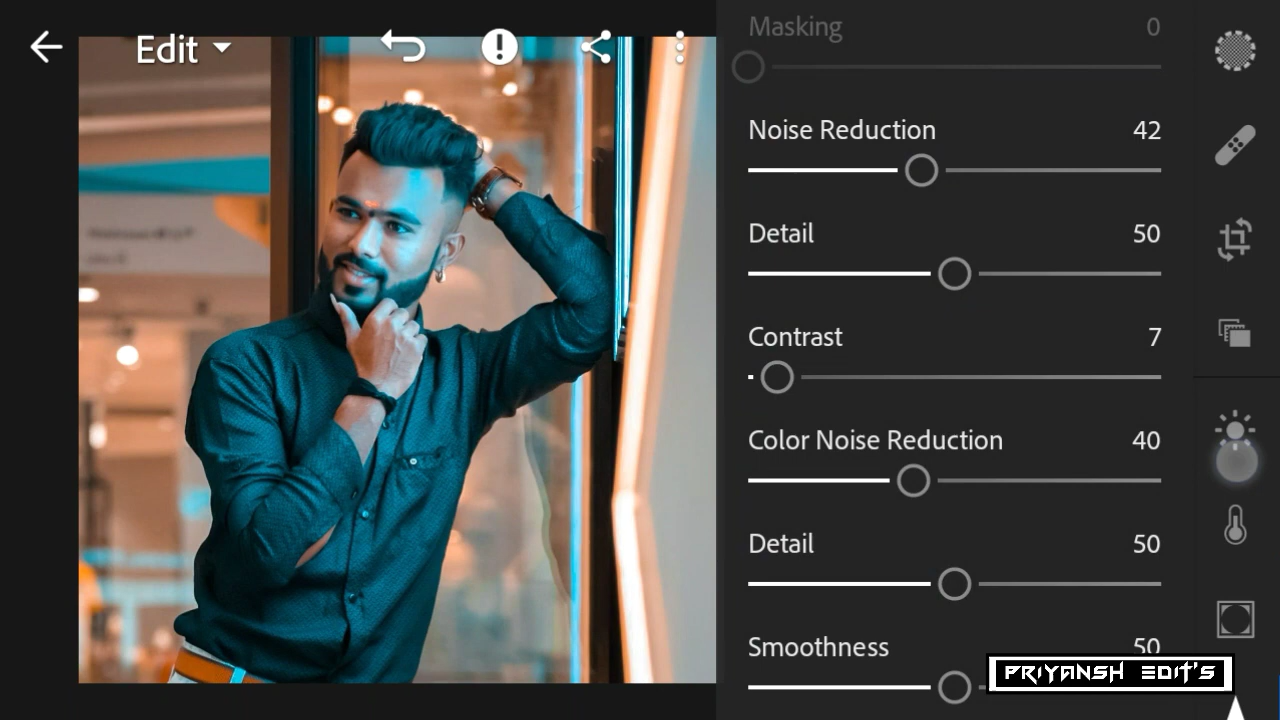 Edit
Masking 0
Noise Reduction 42
Detail 50
Contrast 7
Color Noise Reduction 40
Detail 50
Smoothness 50
PRIYANSH EDIT'S